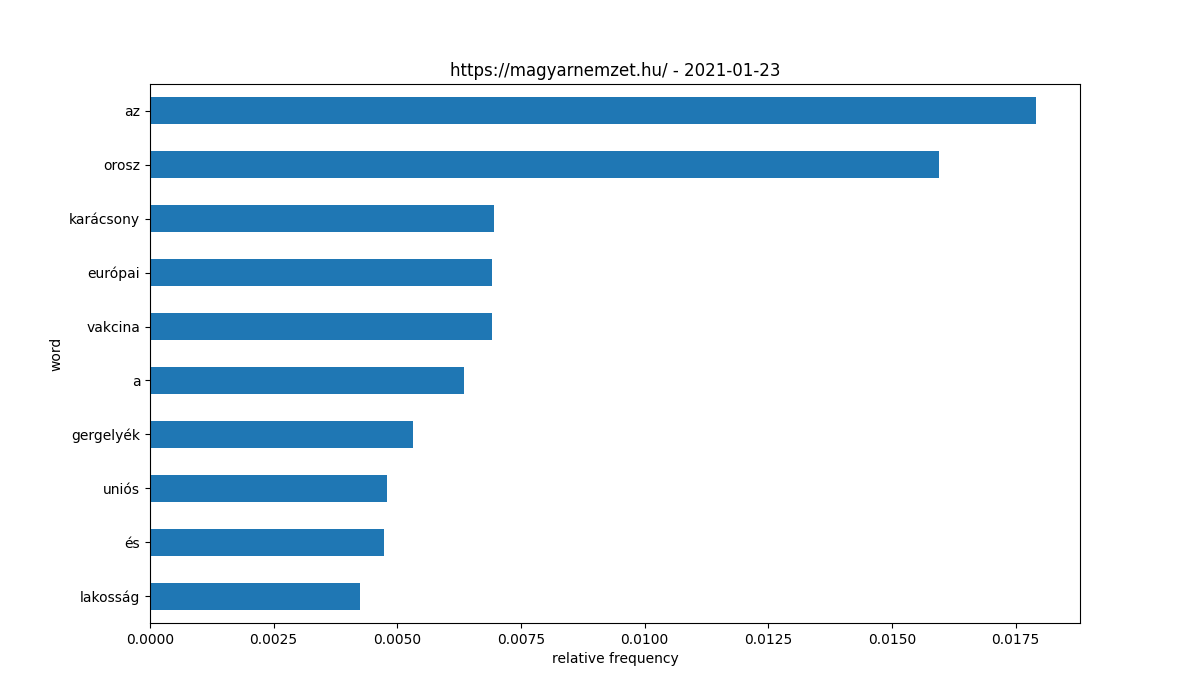 https://magyarnemzet.hu/ - 2021-01-23
az
orosz
karácsony
európai
vakcina
a
gergelyék
uniós
és
lakosság
word
0.0000 0.0025 0.0050 0.0075 0.0100 0.0125 0.0150 0.0175
relative frequency